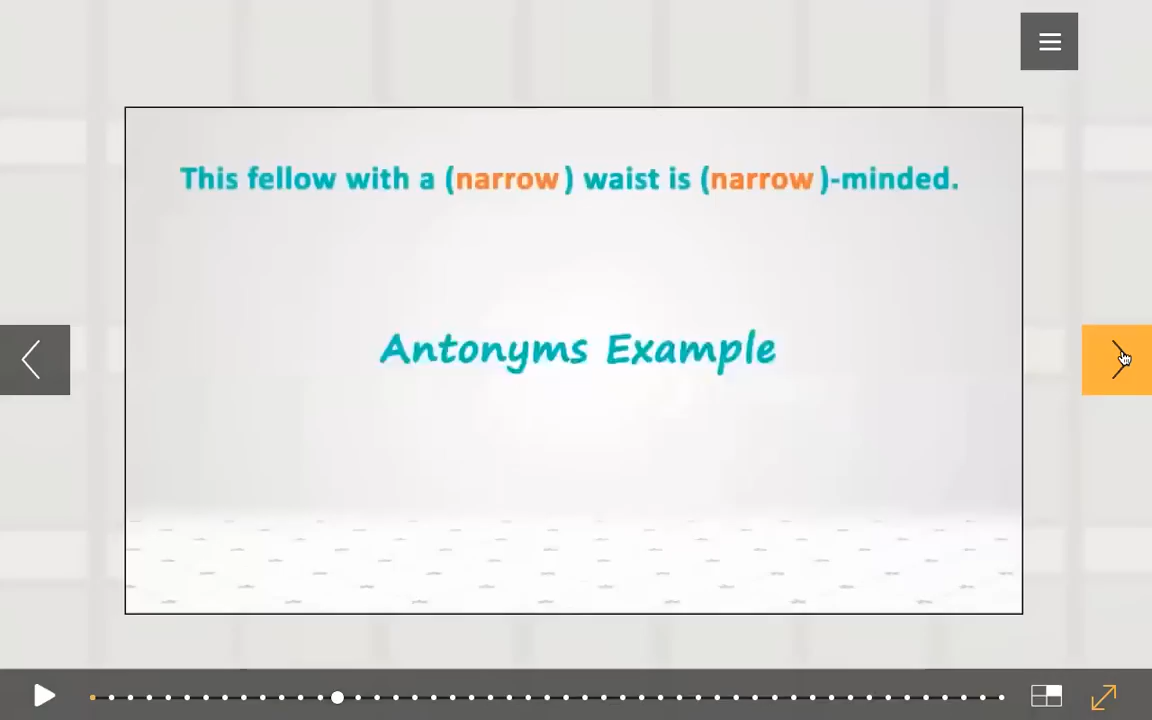 This fellow with a (narrow ) waist is (narrow )-minded.
Antonyms Example